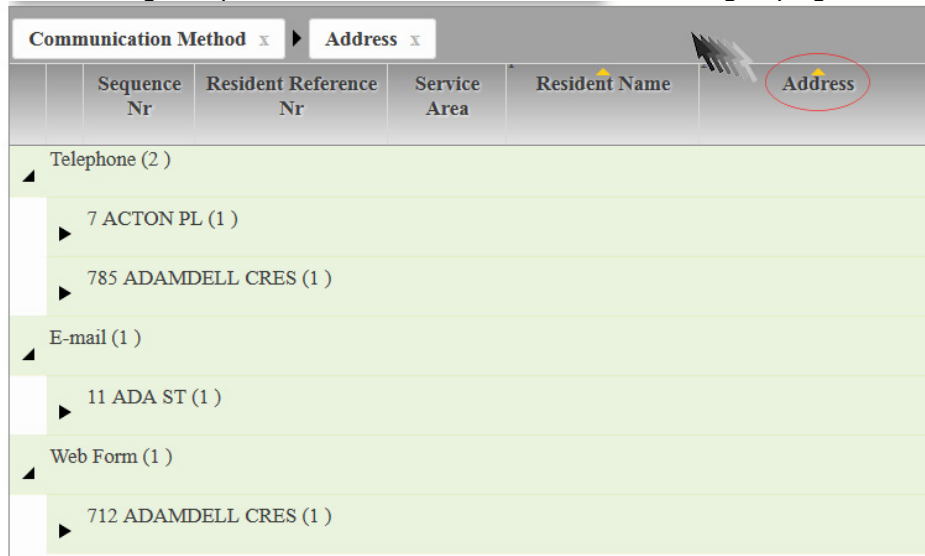 Communication Method x Address x
Sequence Nr Resident Reference Nr Service Area Resident Name Address
Telephone (2 )
7 ACTON PL (1 )
785 ADAMDELL CRES (1 )
E-mail (1 )
11 ADA ST (1 )
Web Form (1 )
712 ADAMDELL CRES (1 )